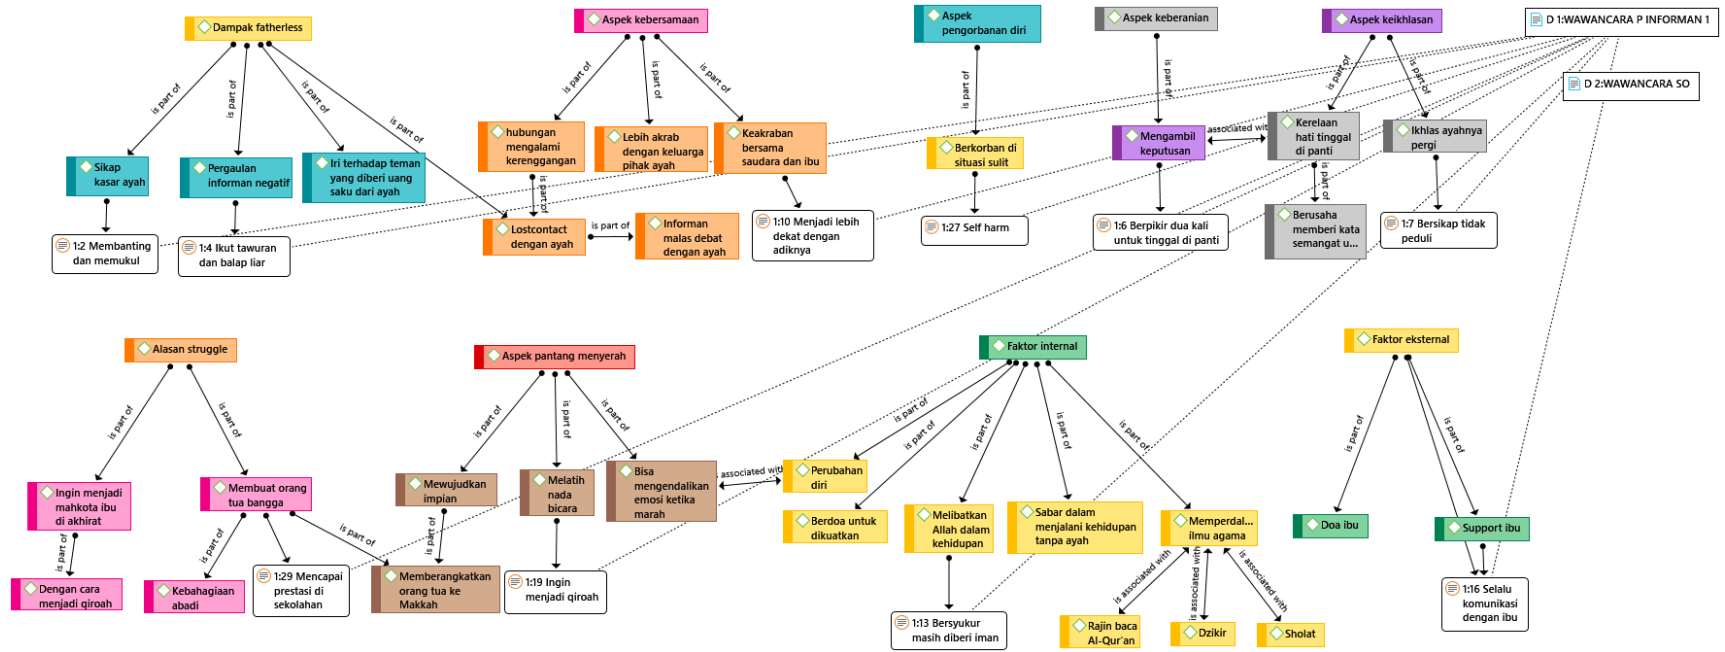 Dampak fatherless
Aspek kebersamaan
Aspek
pengorbanan diri
Aspek keberanian
Aspek keikhlasan
D 1:WAWANCARA P INFORMAN 1
D 2:WAWANCARA SO
is part of
is part of
is part of
is part of
is part of
is part of
is part of
is part of
is part of
is part of
is part of
Sikap
kasar ayah
Pergaulan
informan negatif
Iri terhadap teman
yang diberi uang
saku dari ayah
hubungan
mengalami
kerenggangan
Lebih akrab
dengan keluarga
pihak ayah
Keakraban
bersama
saudara dan ibu
Berkorban di
situasi sulit
Mengambil
keputusan
associated wit
Kerelaan
hati tinggal
di panti
Ikhlas ayahnya
pergi
is part of
is part of
1:2 Membanting
dan memukul
1:4 Ikut tawuran
dan balap liar
Lostcontact
dengan ayah
is part of
Informan
malas debat
dengan ayah
1:10 Menjadi lebih
dekat dengan
adiknya
1:27 Self harm
1:6 Berpikir dua kali
untuk tinggal di panti
Berusaha
memberi kata
semangat u...
1:7 Bersikap tidak
peduli
Alasan struggle
Aspek pantang menyerah
Faktor internal
Faktor eksternal
is part of
is part of
is part of
is part of
is part of
is part of
is part of
is part of
is part of
is part of
is part of
is part of
Ingin menjadi
mahkota ibu
di akhirat
Membuat orang
tua bangga
Mewujudkan
impian
Melatih
nada
bicara
Bisa
mengendalikan
emosi ketika
marah
is associated with
Perubahan
diri
Berdoa untuk
dikuatkan
Melibatkan
Allah dalam
kehidupan
Sabar dalam
menjalani kehidupan
tanpa ayah
Memperdal...
ilmu agama
Doa ibu
Support ibu
is part of
is part of
is part of
is part of
is associated with
is associated with
is associated with
Dengan cara
menjadi qiroah
Kebahagiaan
abadi
1:29 Mencapai
prestasi di
sekolahan
Memberangkatkan
orang tua ke
Makkah
1:19 Ingin
menjadi qiroah
1:13 Bersyukur
masih diberi iman
Rajin baca
Al-Qur'an
Dzikir
Sholat
1:16 Selalu
komunikasi
dengan ibu